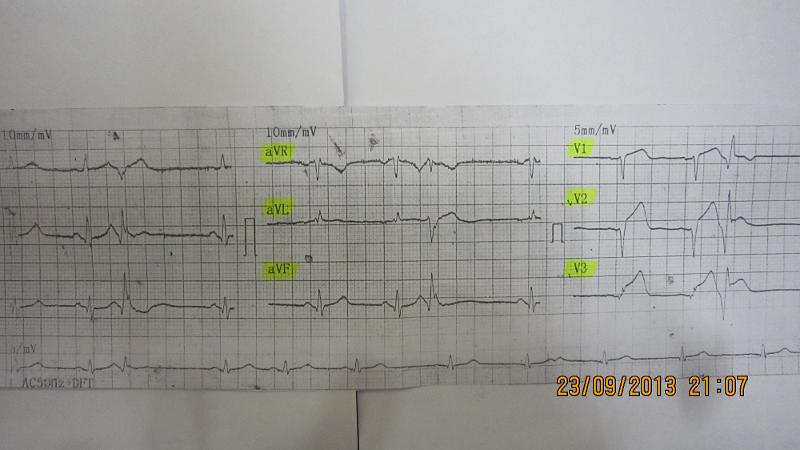 10mm/mV 10mm/mV 5mm/mV
aVR V1
aVL V2
aVF V3
/mV
AC50Hz DFT
23/09/2013 21:07